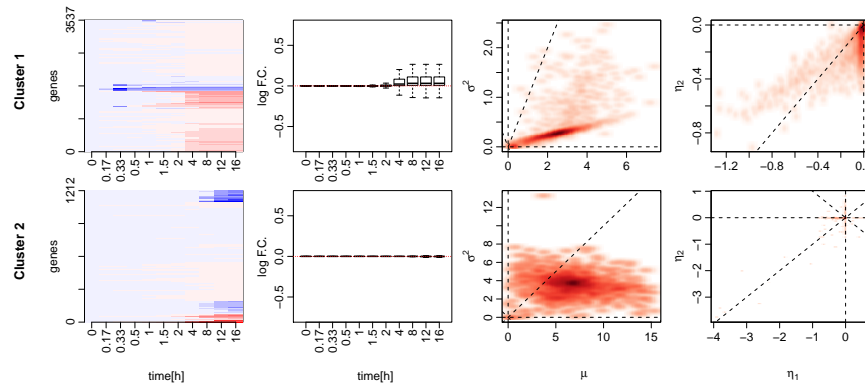 Cluster 1
genes
0 3537
0 0.17 0.33 0.5 1 1.5 2 4 8 12 16
log F.C.
−0.5 0.0 0.5
0 0.17 0.33 0.5 1 1.5 2 4 8 12 16
σ2
0.0 1.0 2.0
0 2 4 6
η2
−0.8 −0.4 0.0
−1.2 −0.8 −0.4 0.
Cluster 2
genes
0 1212
0 0.17 0.33 0.5 1 1.5 2 4 8 12 16
time[h]
log F.C.
−0.5 0.0 0.5
0 0.17 0.33 0.5 1 1.5 2 4 8 12 16
time[h]
σ2
0 2 4 6 8 12
0 5 10 15
μ
η2
−3 −2 −1 0 1
−4 −3 −2 −1 0
η1